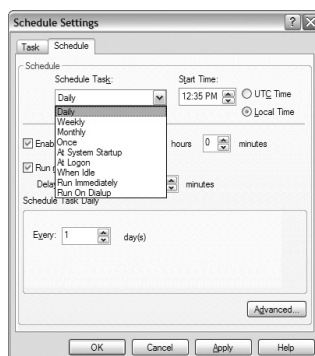 Schedule Settings
Task Schedule
Schedule
Schedule Task: Start Time:
Daily 12:35 PM UTC Time
Local Time
Daily
Weekly
Monthly
Once
At System Startup
At Logon
When Idle
Run Immediately
Run On Dialup
Enab hours 0 minutes
Run
Dela minutes
Schedule Task Daily
Every: 1 day(s)
Advanced...
OK Cancel Apply Help